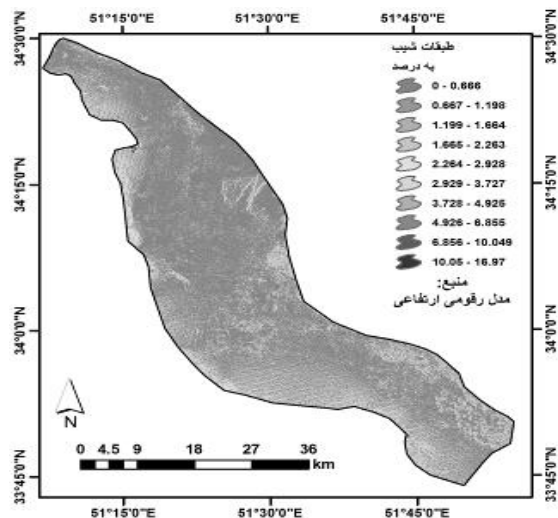 51°15'0"E 51°30'0"E 51°45'0"E
34°30'0"N 34°30'0"N
طبقات شیب
به درصد
0 - 0.666
0.667 - 1.198
1.199 - 1.664
1.665 - 2.263
2.264 - 2.928
2.929 - 3.727
3.728 - 4.925
4.926 - 6.855
6.856 - 10.049
10.05 - 16.97
منبع:
مدل رقومی ارتفاعی
34°15'0"N 34°15'0"N
34°0'0"N 34°0'0"N
N
0 4.5 9 18 27 36
km
33°45'0"N 33°45'0"N
51°15'0"E 51°30'0"E 51°45'0"E